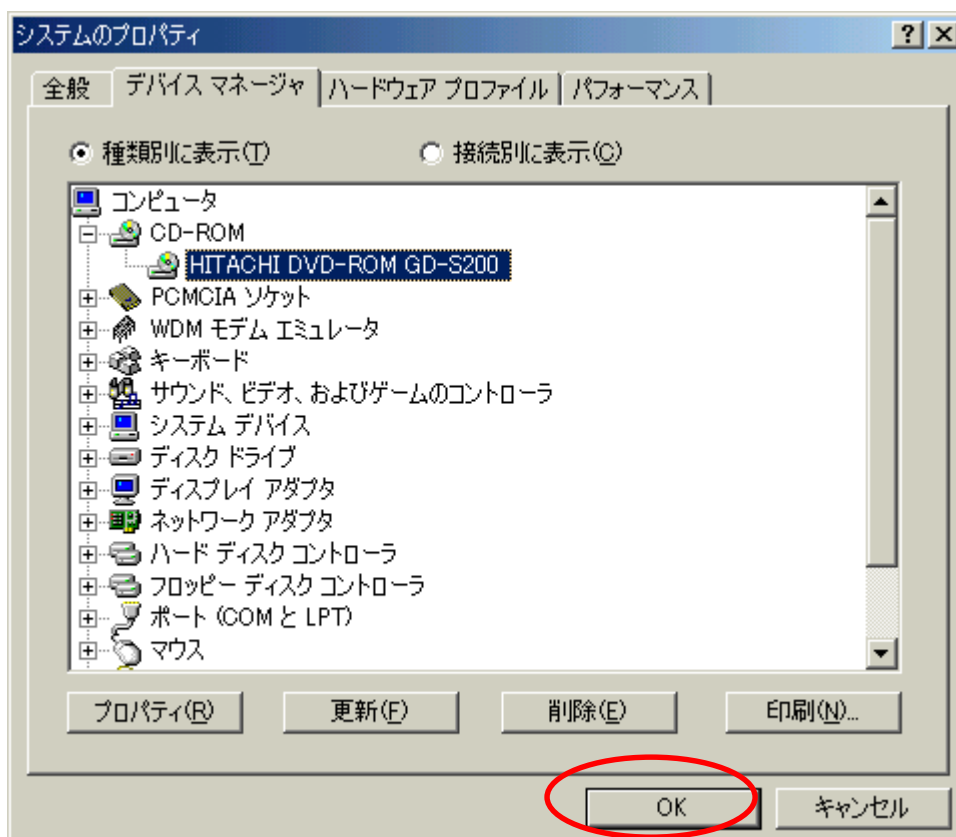 システムのプロパティ
全般 デバイス マネージャ ハードウェア プロファイル パフォーマンス
種類別に表示(T) 接続別に表示(C)
コンピュータ
CD-ROM
HITACHI DVD-ROM GD-S200
PCMCIA ソケット
WDM モデム エミュレータ
キーボード
サウンド、ビデオ、およびゲームのコントローラ
システム デバイス
ディスク ドライブ
ディスプレイ アダプタ
ネットワーク アダプタ
ハード ディスク コントローラ
フロッピー ディスク コントローラ
ポート (COM と LPT)
マウス
プロパティ(R) 更新(F) 削除(E) 印刷(N)...
OK キャンセル